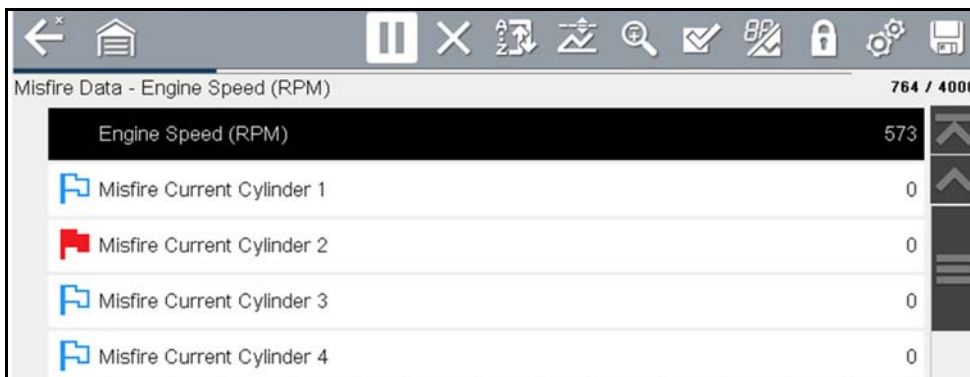 Misfire Data - Engine Speed (RPM) 764 / 4000
Engine Speed (RPM) 573
Misfire Current Cylinder 1 0
Misfire Current Cylinder 2 0
Misfire Current Cylinder 3 0
Misfire Current Cylinder 4 0